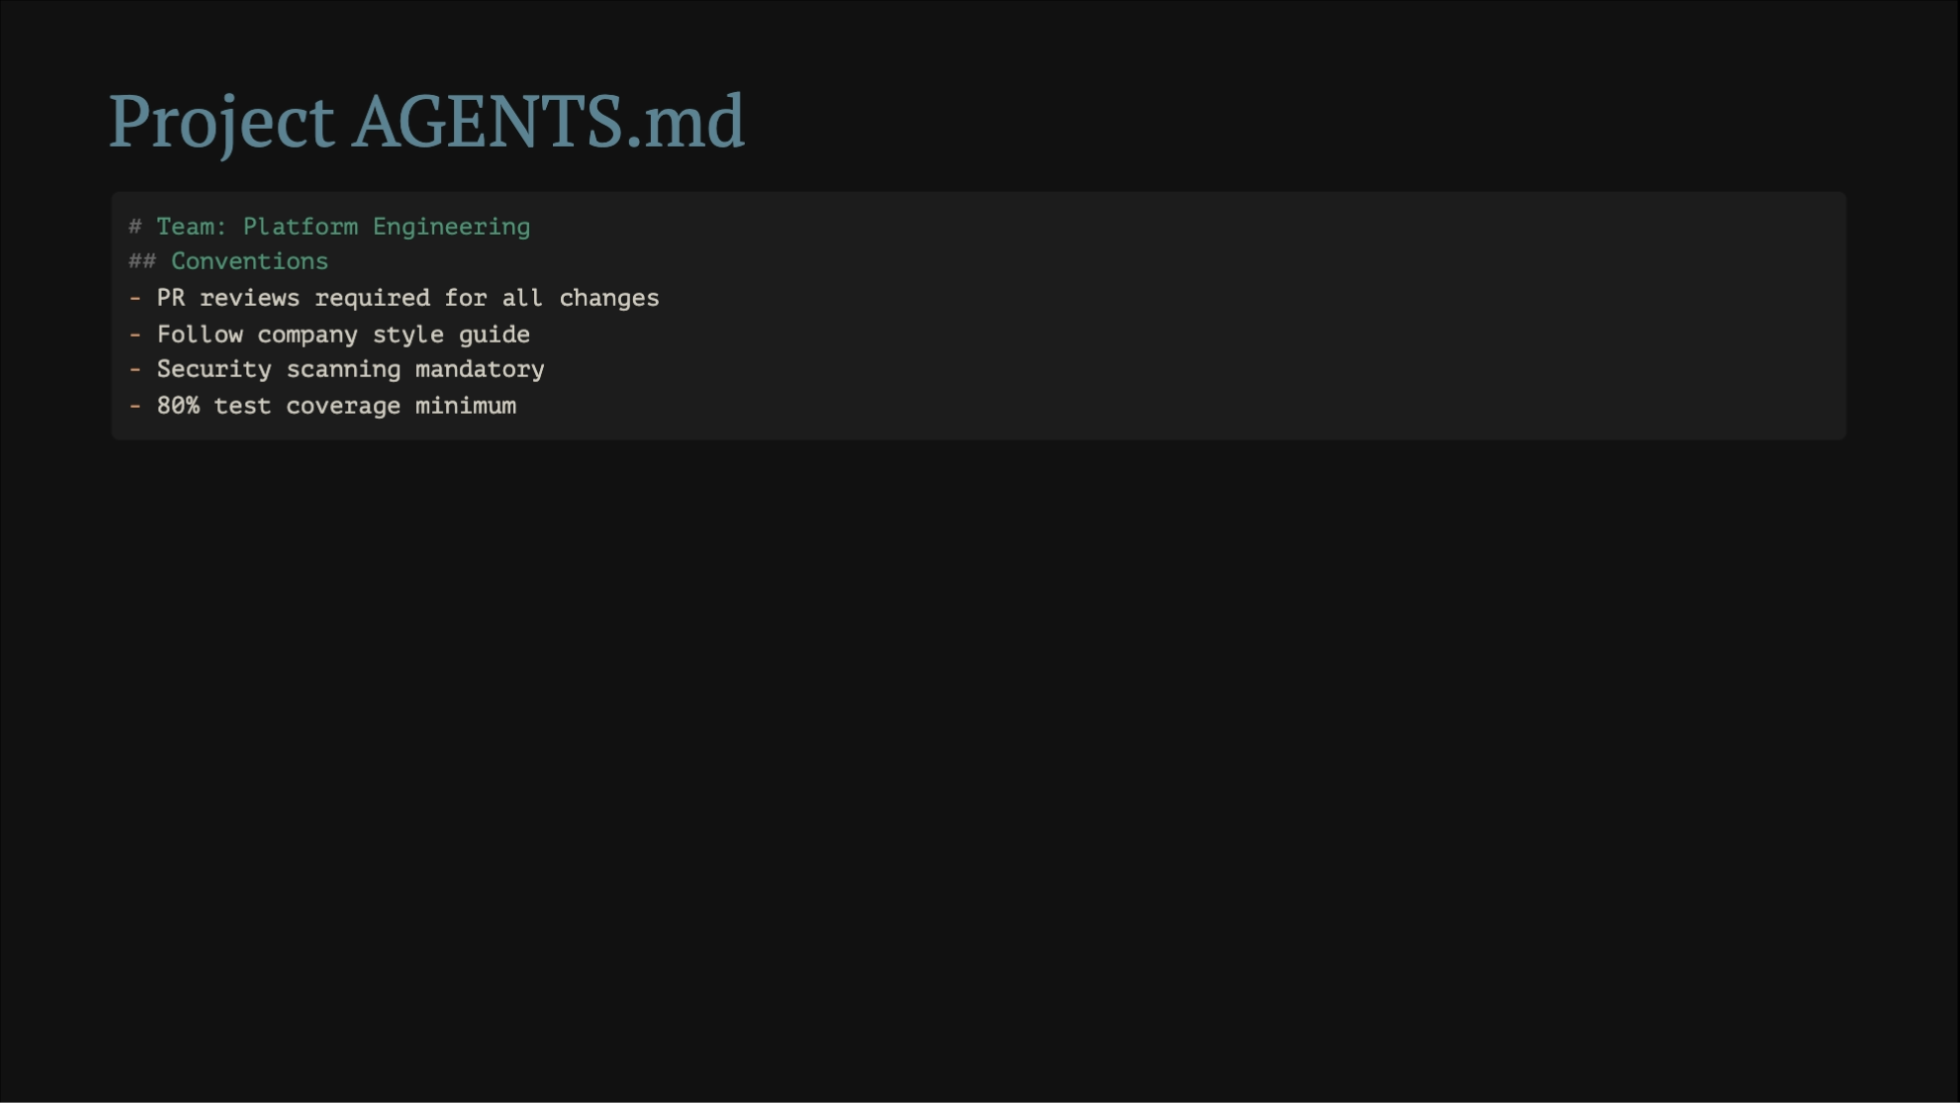 Project AGENTS.md
# Team: Platform Engineering
## Conventions
- PR reviews required for all changes
- Follow company style guide
- Security scanning mandatory
- 80% test coverage minimum